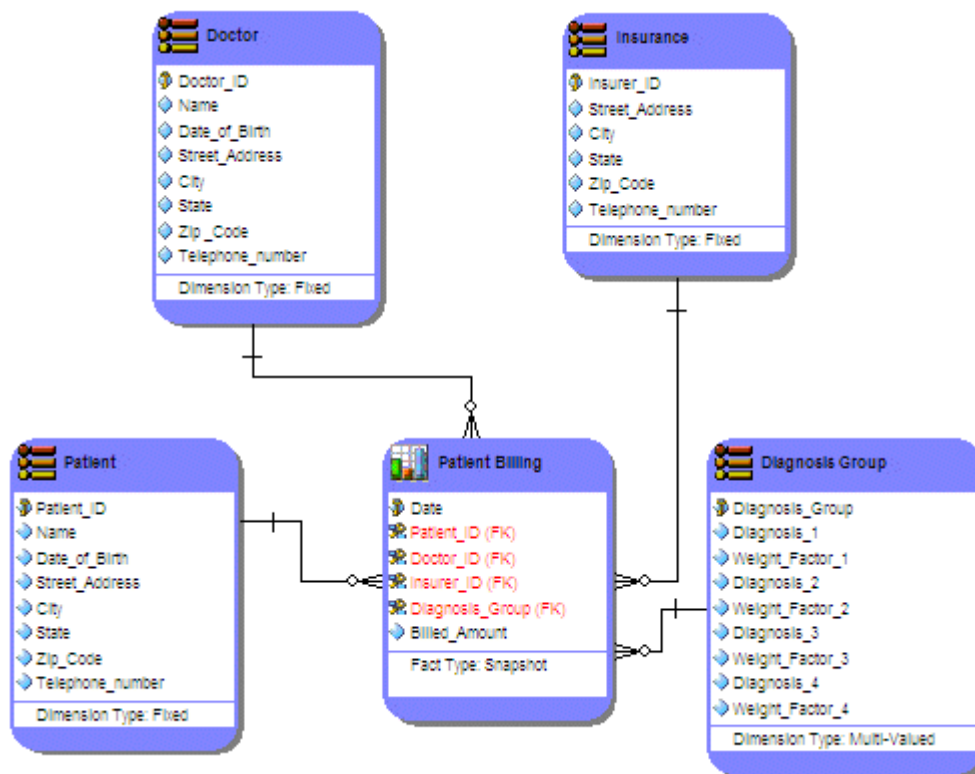 Doctor
Doctor_ID
Name
Date_of_Birth
Street_Address
City
State
Zip _Code
Telephone_number
Dimension Type: Fixed
Insurance
Insurer_ID
Street_Address
City
State
Zip_Code
Telephone_number
Dimension Type: Fixed
Patient
Patient_ID
Name
Date_of_Birth
Street_Address
City
State
Zip_Code
Telephone_number
Dimension Type: Fixed
Patient Billing
Date
Patient_ID (FK)
Doctor_ID (FK)
Insurer_ID (FK)
Diagnosis_Group (FK)
Billed_Amount
Fact Type: Snapshot
Diagnosis Group
Diagnosis_Group
Diagnosis_1
Weight_Factor_1
Diagnosis_2
Weight_Factor_2
Diagnosis_3
Weight_Factor_3
Diagnosis_4
Weight_Factor_4
Dimension Type: Multi-Valued